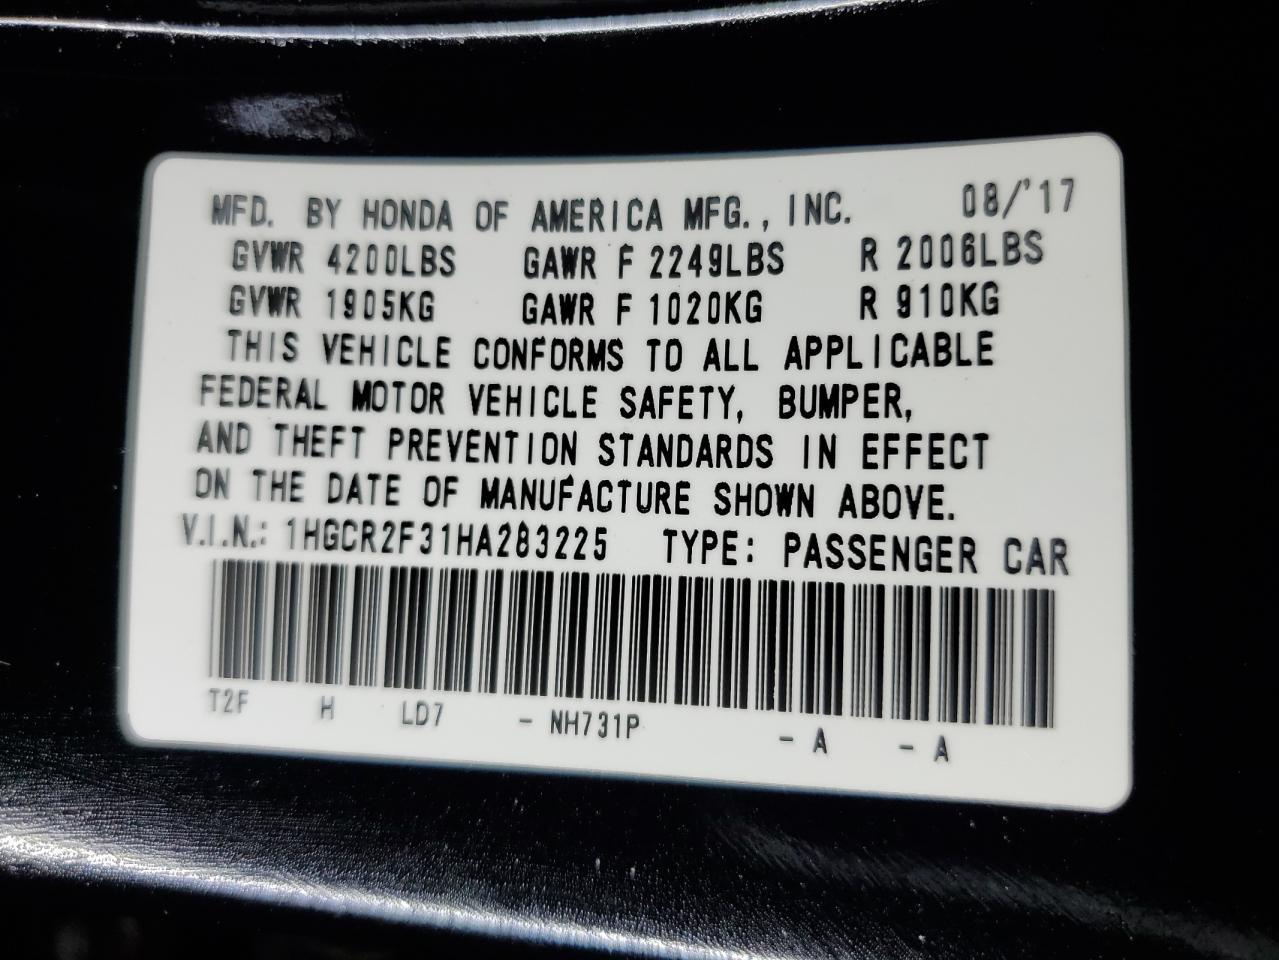 MFD. BY HONDA OF AMERICA MFG., INC. 08/'17
GVWR 4200LBS GAWR F 2249LBS R 2006LBS
GVWR 1905KG GAWR F 1020KG R 910KG
THIS VEHICLE CONFORMS TO ALL APPLICABLE
FEDERAL MOTOR VEHICLE SAFETY, BUMPER,
AND THEFT PREVENTION STANDARDS IN EFFECT
ON THE DATE OF MANUFACTURE SHOWN ABOVE.
V.I.N.: 1HGCR2F31HA283225 TYPE: PASSENGER CAR
T2F H LD7 - NH731P - A - A